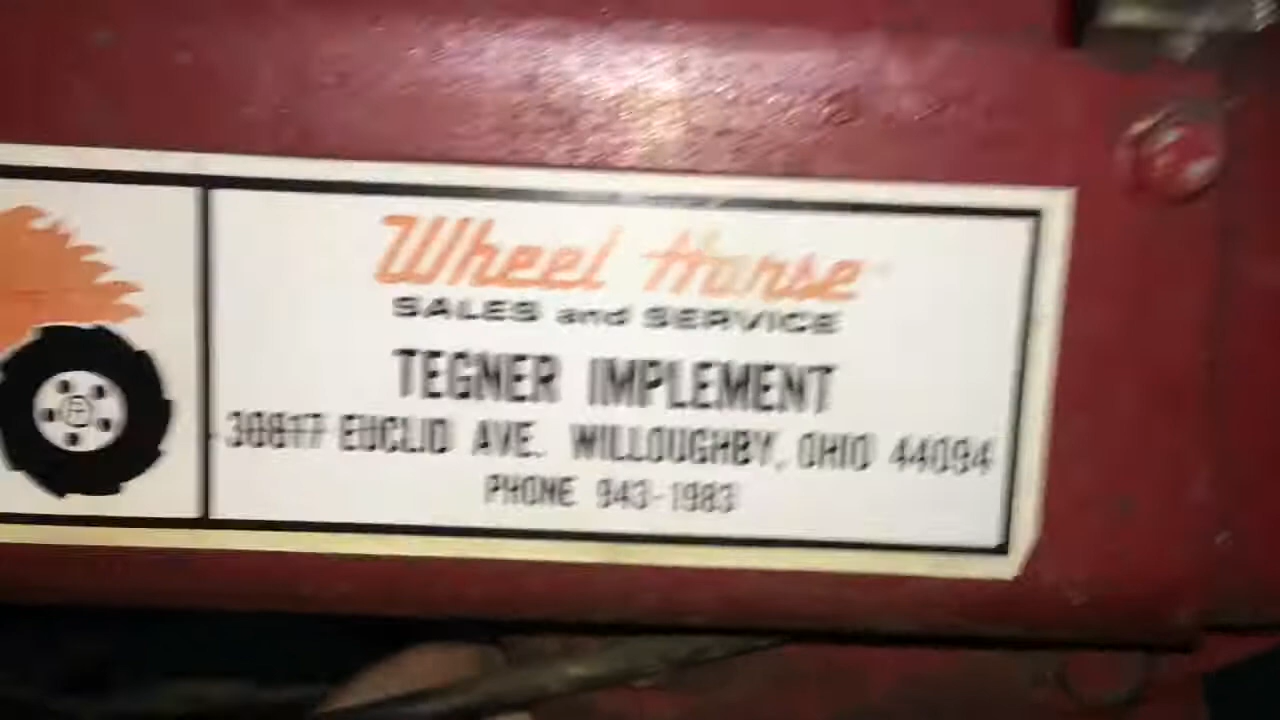 Wheel Horse
SALES and SERVICE
TEGNER IMPLEMENT
EUCLID AVE. WILLOUGHBY, OHIO 44094
PHONE 943-1983